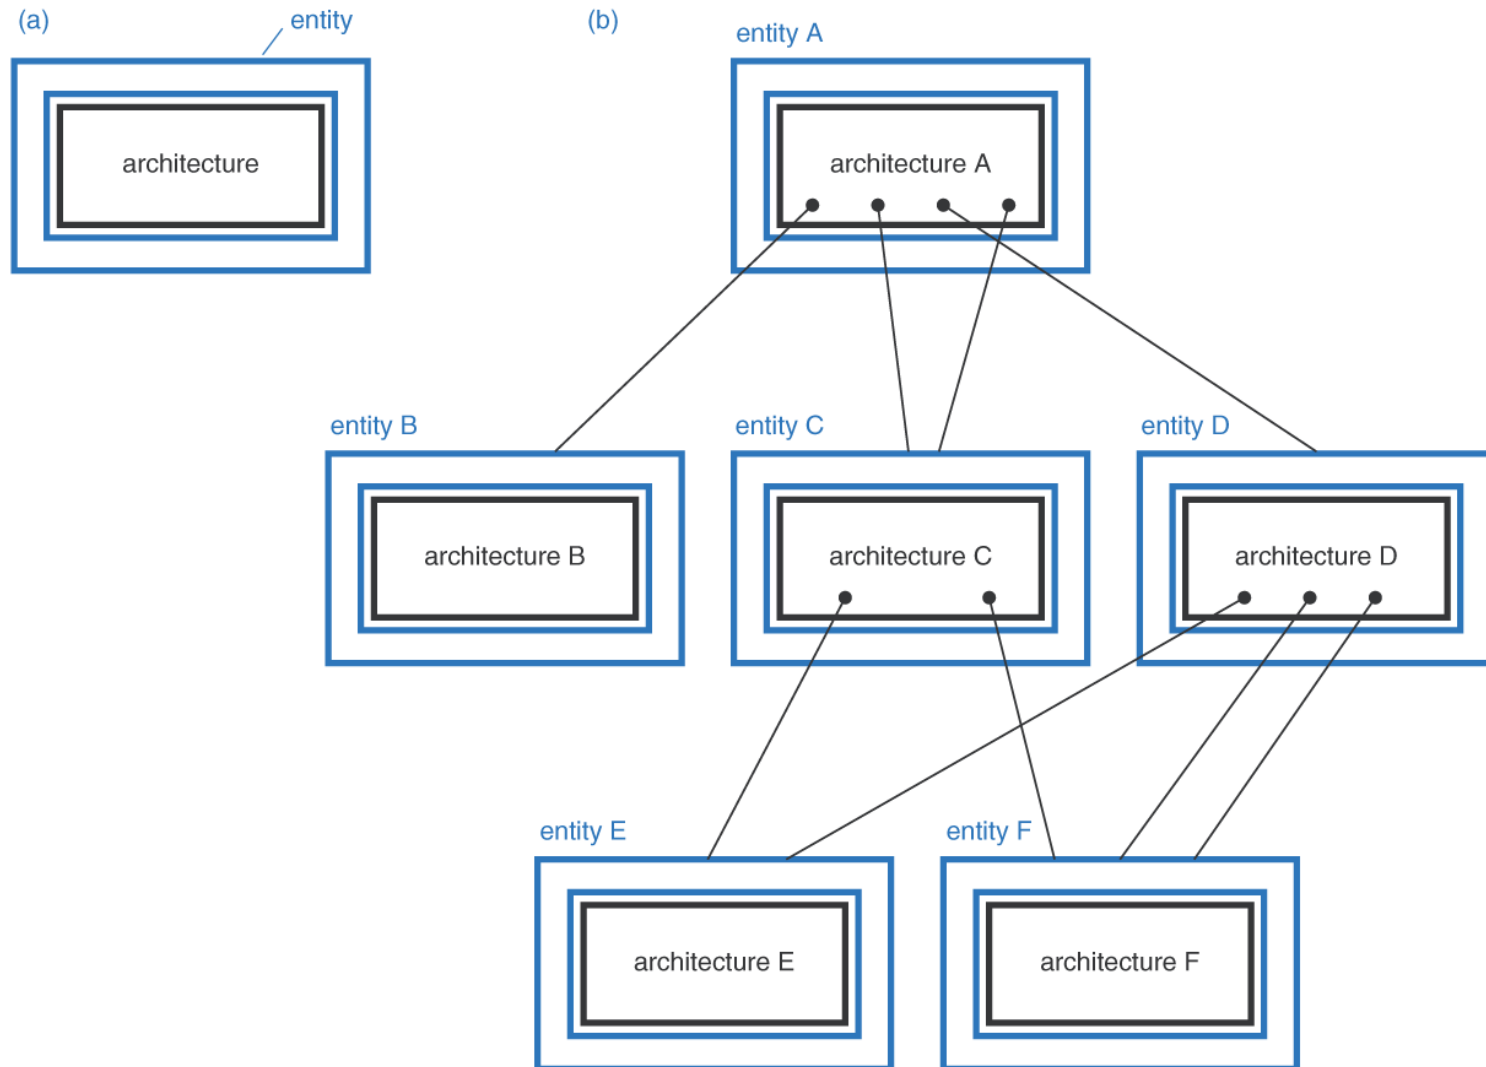 (a)
entity
architecture
(b)
entity A
architecture A
entity B
architecture B
entity C
architecture C
entity D
architecture D
entity E
architecture E
entity F
architecture F